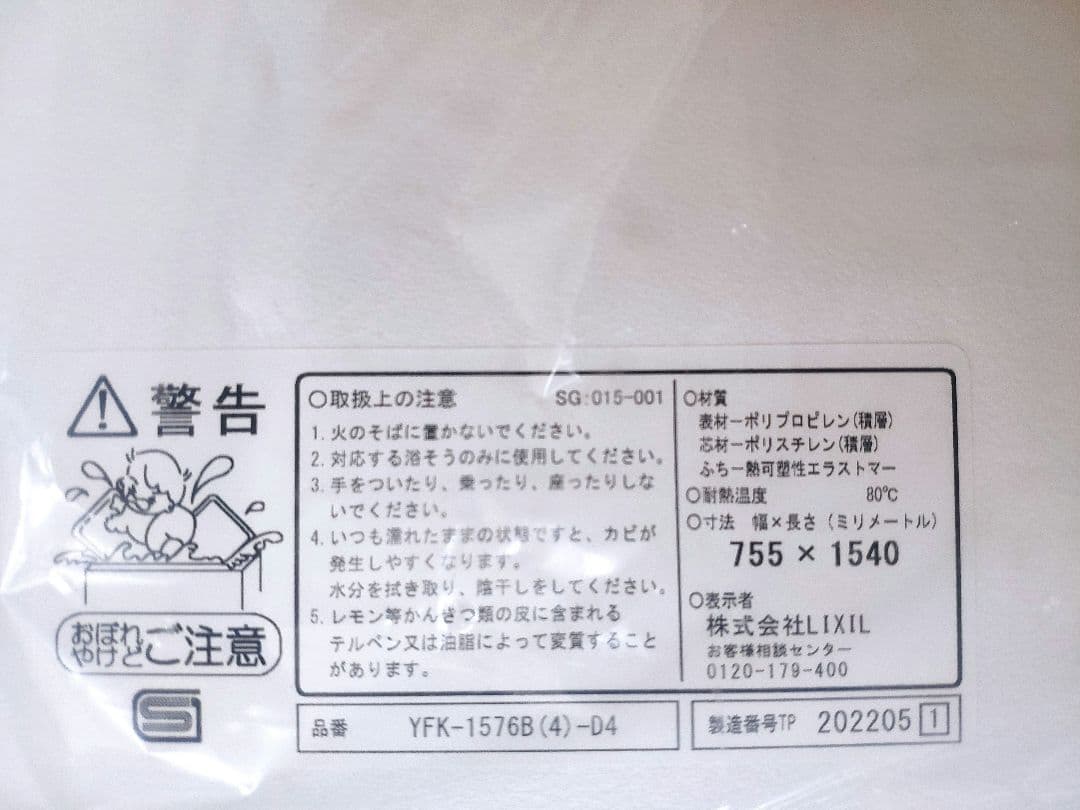 警告
おぼれ
やけど
ご注意
○取扱上の注意 SG:015-001
1. 火のそばに置かないでください。
2. 対応する浴そうのみに使用してください。
3. 手をついたり、乗ったり、座ったりしな
いでください。
4. いつも濡れたままの状態ですと、カビが
発生しやすくなります。
水分を拭き取り、陰干しをしてください。
5. レモン等かんきつ類の皮に含まれる
テルペン又は油脂によって変質すること
があります。
○材質
表材ーポリプロピレン(積層)
芯材ーポリスチレン(積層)
ふちー熱可塑性エラストマー
○耐熱温度 80℃
○寸法 幅×長さ(ミリメートル)
755 × 1540
○表示者
株式会社LIXIL
お客様相談センター
0120-179-400
品番 YFK-1576B(4)-D4
製造番号TP 202205 1